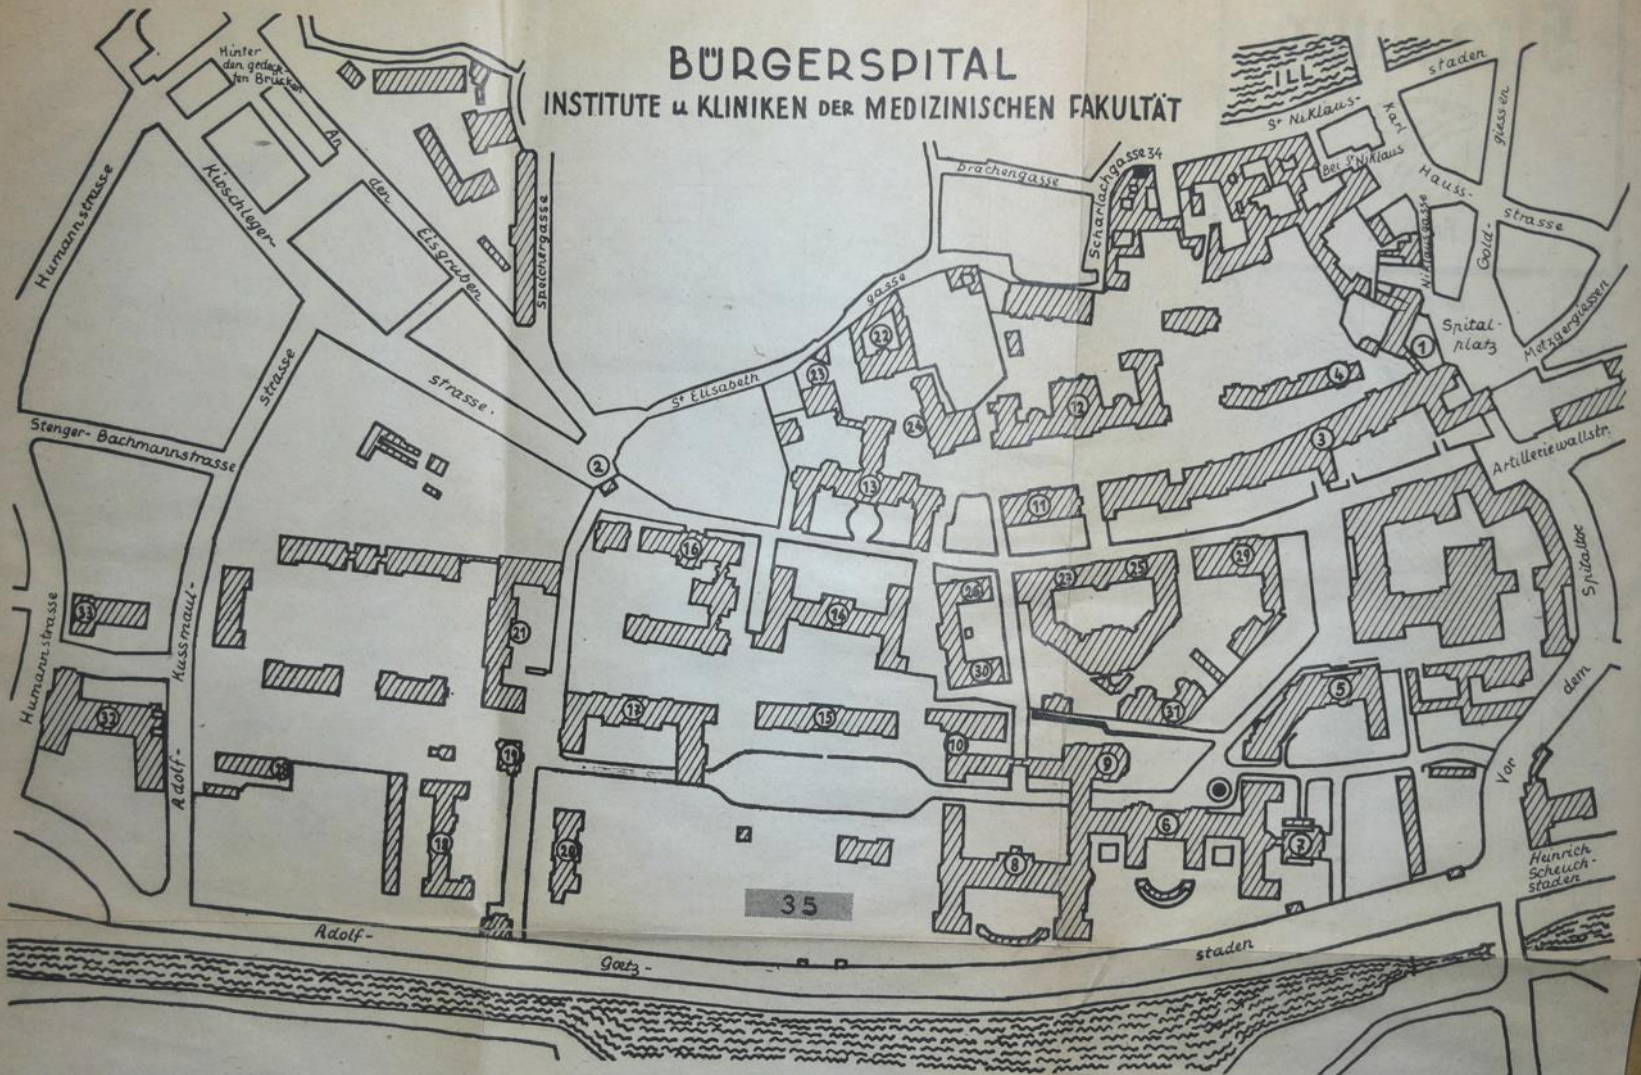 BÜRGERSPITAL
INSTITUTE u KLINIKEN DER MEDIZINISCHEN FAKULTÄT
Hinter
den gedeck-
ten Brücken
An
den
Eisgruben
Humannstrasse
Kioschleger-
strasse.
Speichergasse
Drachengasse
Scharlachgasse 34
ILL
St Niklaus-
staden
Karl
Hauss-
strasse
Bei St Niklaus
Niklausgasse
Gold-
giessen
Metzgergiessen
Spital-
platz
St Elisabeth
gasse
Stenger-Bachmannstrasse
Adolf-
Kussmaul-
strasse
Humannstrasse
Artilleriewallstr.
Vor
dem
Spitaltor
Heinrich
Scheuch-
staden
Adolf-
Goetz-
staden
1
2
3
4
5
6
7
8
9
10
11
12
13
14
15
16
17
18
19
20
21
22
23
24
25
26
27
29
30
31
32
33
35